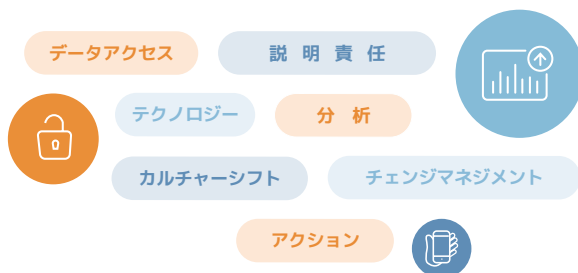 データアクセス
説明責任
テクノロジー
分析
カルチャーシフト
チェンジマネジメント
アクション